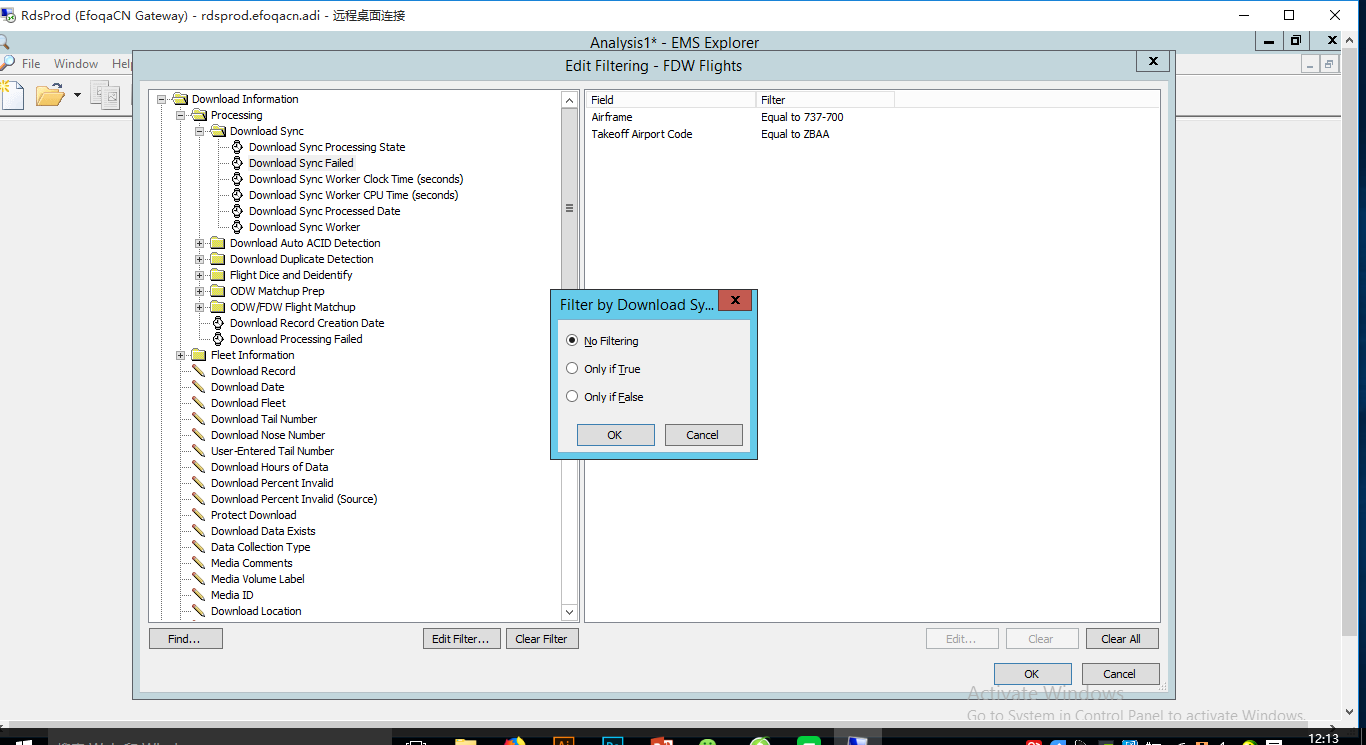 RdsProd (EfoqaCN Gateway) - rdsprod.efoqacn.adi - 远程桌面连接
Analysis1* - EMS Explorer
File Window Help
Edit Filtering - FDW Flights
Download Information
Processing
Download Sync
Download Sync Processing State
Download Sync Failed
Download Sync Worker Clock Time (seconds)
Download Sync Worker CPU Time (seconds)
Download Sync Processed Date
Download Sync Worker
Download Auto ACID Detection
Download Duplicate Detection
Flight Dice and Deidentify
ODW Matchup Prep
ODW/FDW Flight Matchup
Download Record Creation Date
Download Processing Failed
Fleet Information
Download Record
Download Date
Download Fleet
Download Tail Number
Download Nose Number
User-Entered Tail Number
Download Hours of Data
Download Percent Invalid
Download Percent Invalid (Source)
Protect Download
Download Data Exists
Data Collection Type
Media Comments
Media Volume Label
Media ID
Download Location
Field Filter
Airframe Equal to 737-700
Takeoff Airport Code Equal to ZBAA
Filter by Download Sy...
No Filtering
Only if True
Only if False
OK Cancel
Find... Edit Filter... Clear Filter Edit... Clear Clear All
OK Cancel
Activate Windows
Go to System in Control Panel to activate Windows.
12:13